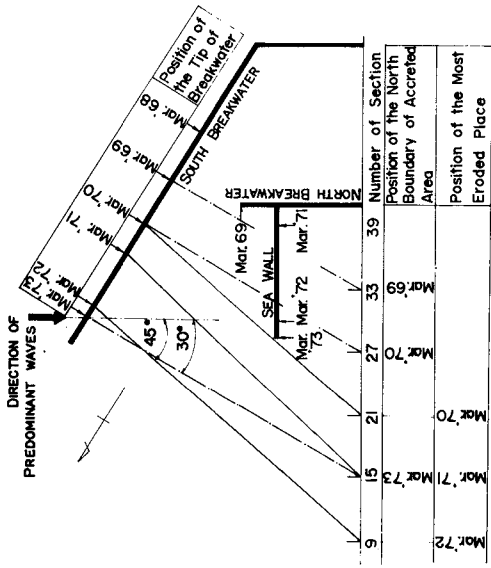 DIRECTION OF
PREDOMINANT WAVES
Position of
the Tip of
Breakwater
Mar.'68
Mar.'69
Mar.'70
Mar.'71
Mar.'72
Mar.'73
SOUTH BREAKWATER
NORTH BREAKWATER
Mar.69
SEA WALL
Mar.'71
Mar.'72
Mar.
'73
45°
30°
Number of Section
39
33
27
21
15
9
Position of the North
Boundary of Accreted
Area
Mar.'69
Mar.'70
Mar.'73
Position of the Most
Eroded Place
Mar.'70
Mar.'71
Mar.'72